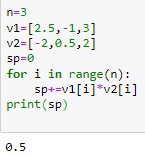 n=3
v1=[2.5,-1,3]
v2=[-2,0.5,2]
sp=0
for i in range(n):
    sp+=v1[i]*v2[i]
print(sp)
0.5